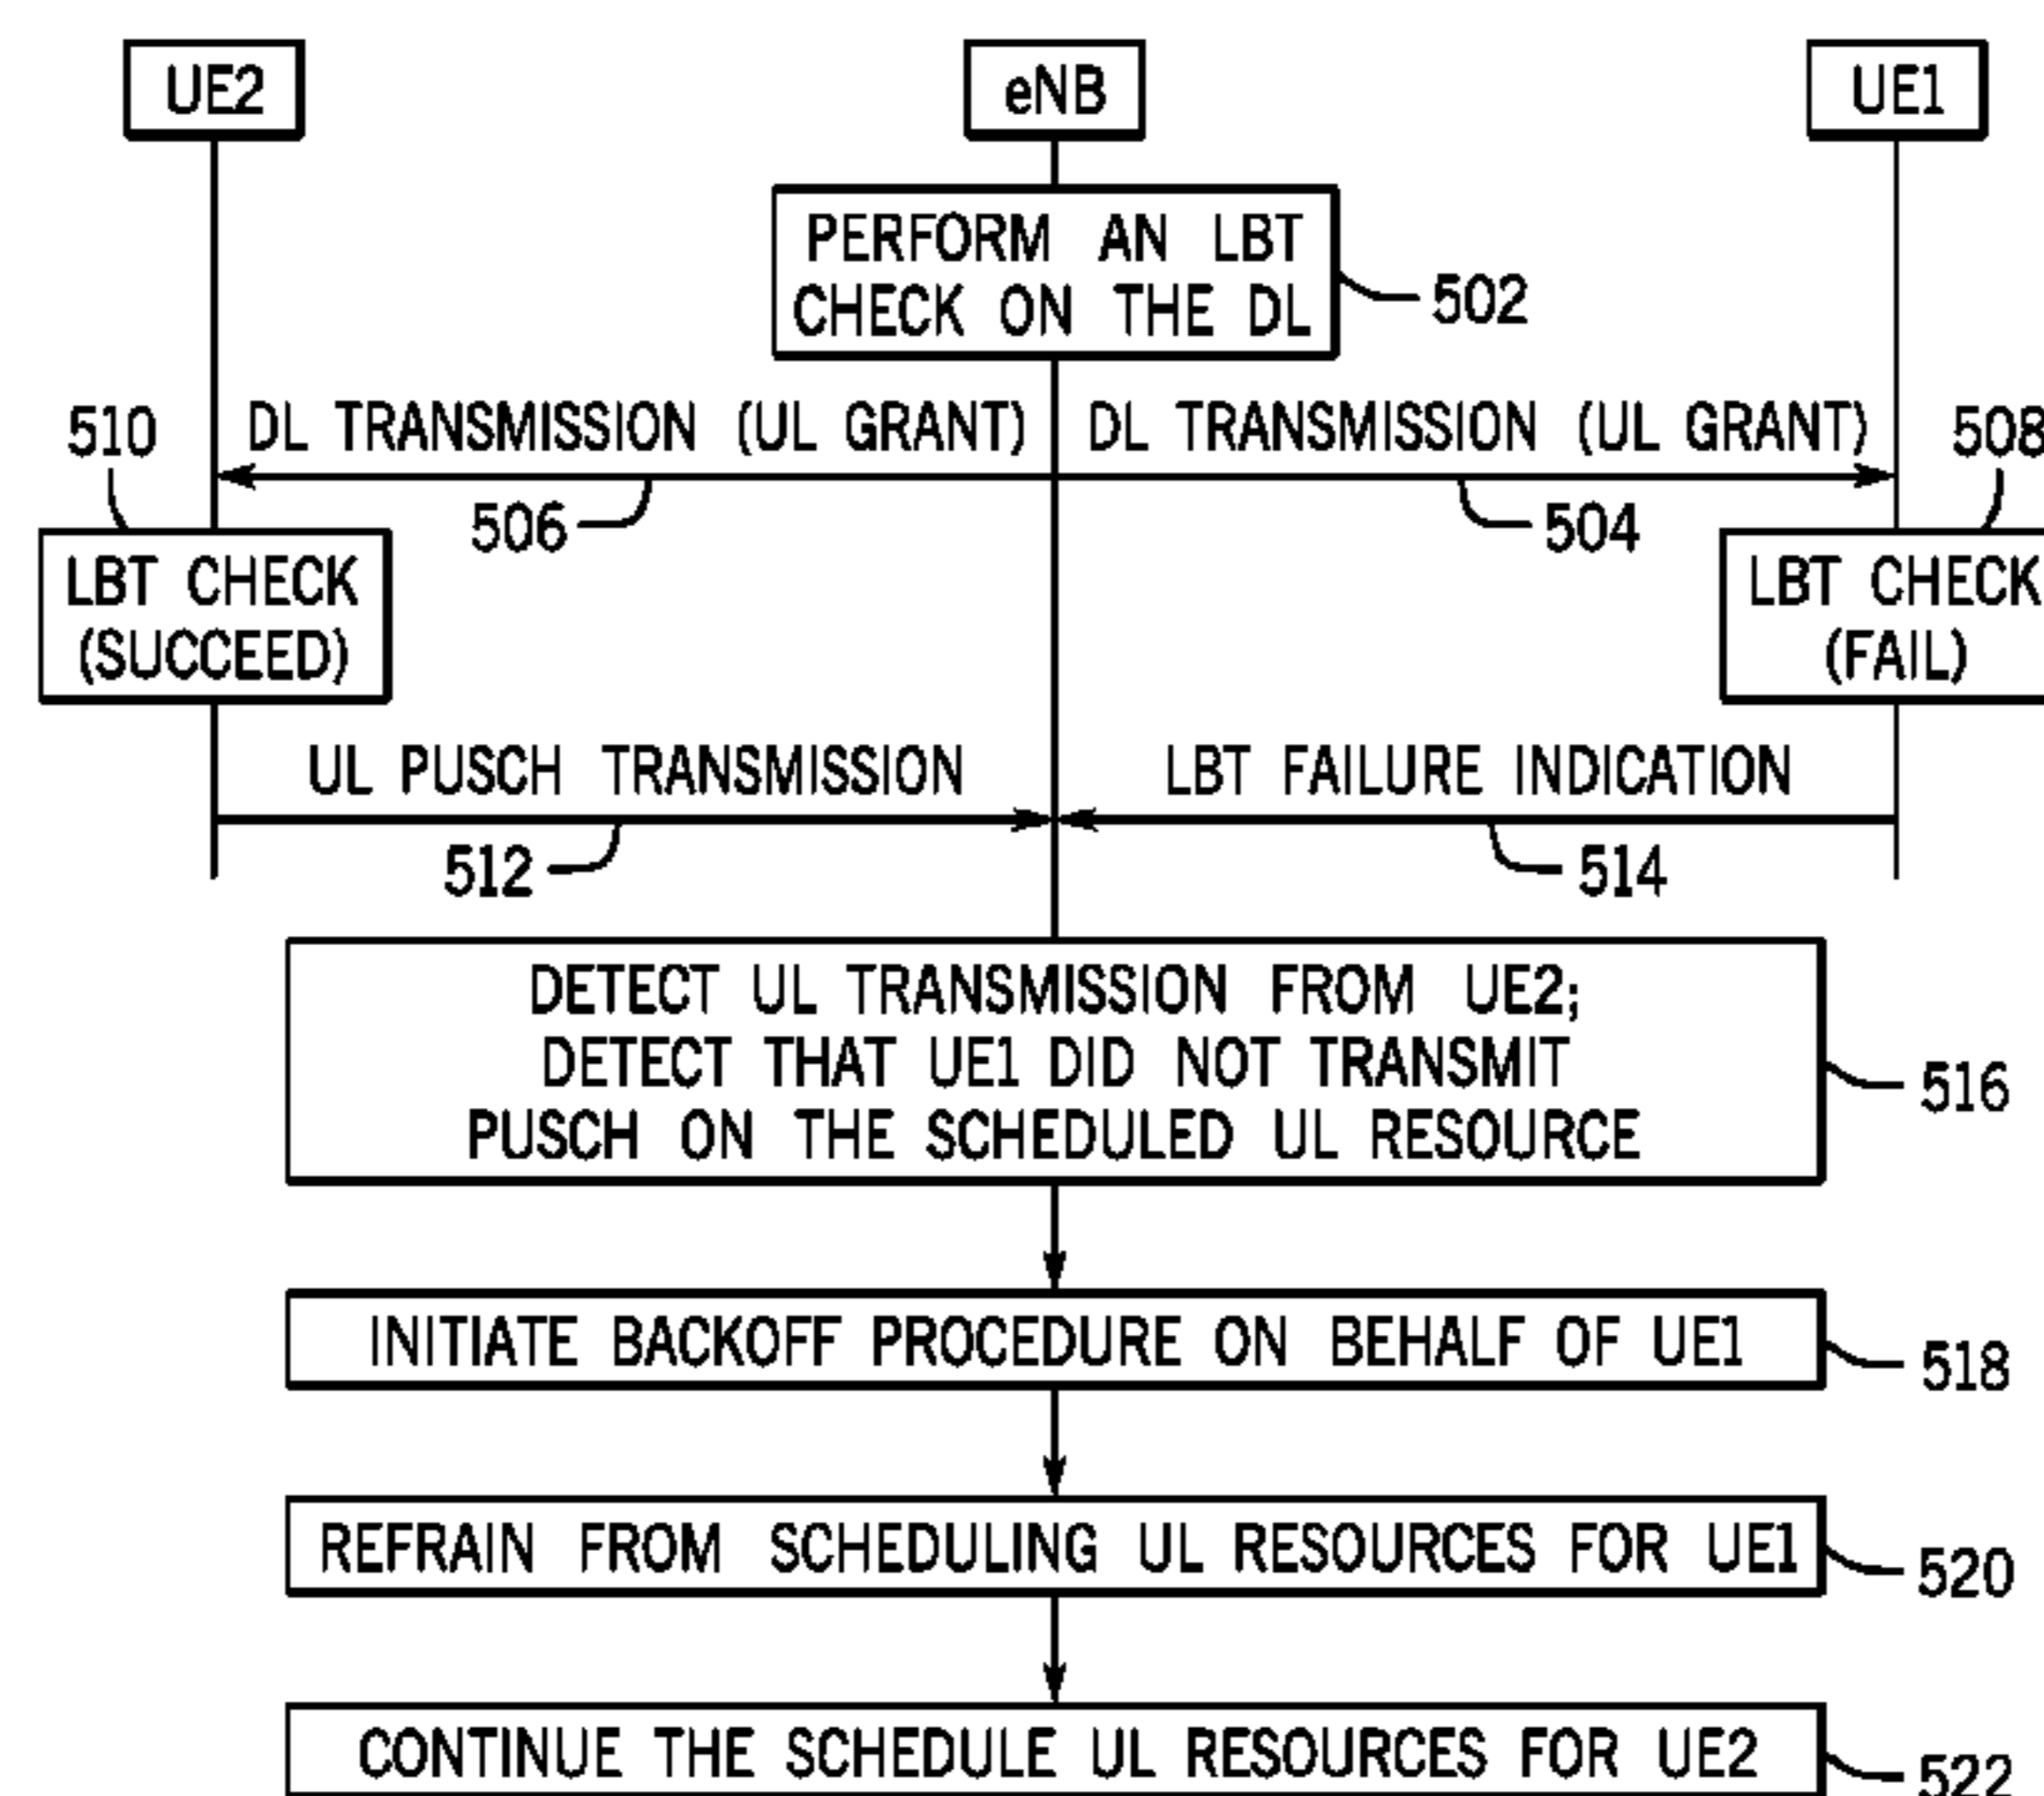 UE2
eNB
UE1
PERFORM AN LBT
CHECK ON THE DL
502
510
DL TRANSMISSION (UL GRANT)
DL TRANSMISSION (UL GRANT)
508
506
504
LBT CHECK
(SUCCEED)
LBT CHECK
(FAIL)
UL PUSCH TRANSMISSION
LBT FAILURE INDICATION
512
514
DETECT UL TRANSMISSION FROM UE2;
DETECT THAT UE1 DID NOT TRANSMIT
PUSCH ON THE SCHEDULED UL RESOURCE
516
INITIATE BACKOFF PROCEDURE ON BEHALF OF UE1
518
REFRAIN FROM SCHEDULING UL RESOURCES FOR UE1
520
CONTINUE THE SCHEDULE UL RESOURCES FOR UE2
522